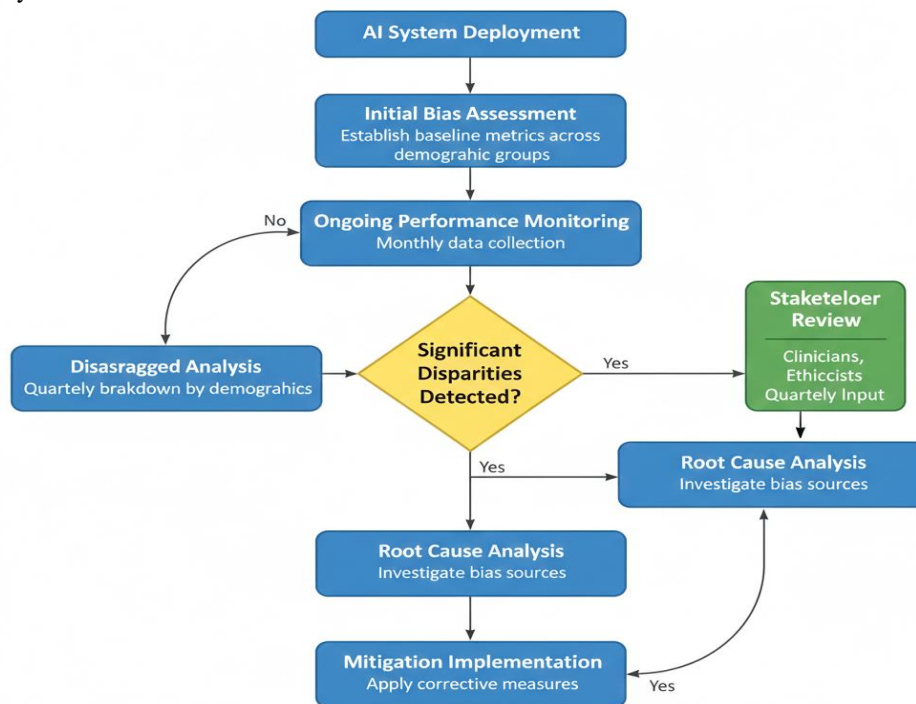 AI System Deployment
Initial Bias Assessment
Establish baseline metrics across
demograhic groups
No
Ongoing Performance Monitoring
Monthly data collection
Staketeloer
Review
Clinicians,
Ethiccists
Quartely Input
Disasragged Analysis
Quartely brakdown by demograhics
Significant
Disparities
Detected?
Yes
Yes
Root Cause Analysis
Investigate bias sources
Root Cause Analysis
Investigate bias sources
Mitigation Implementation
Apply corrective measures
Yes